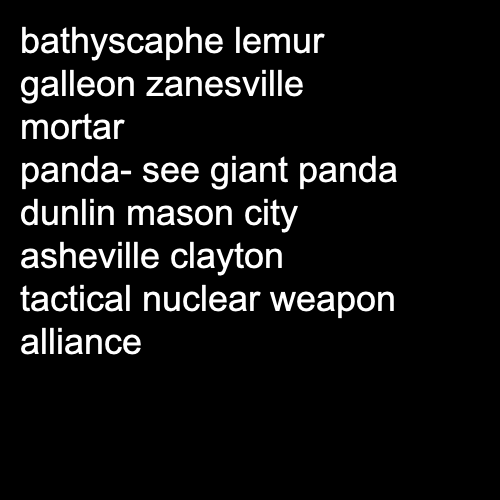 bathyscaphe lemur
galleon zanesville
mortar
panda- see giant panda
dunlin mason city
asheville clayton
tactical nuclear weapon
alliance